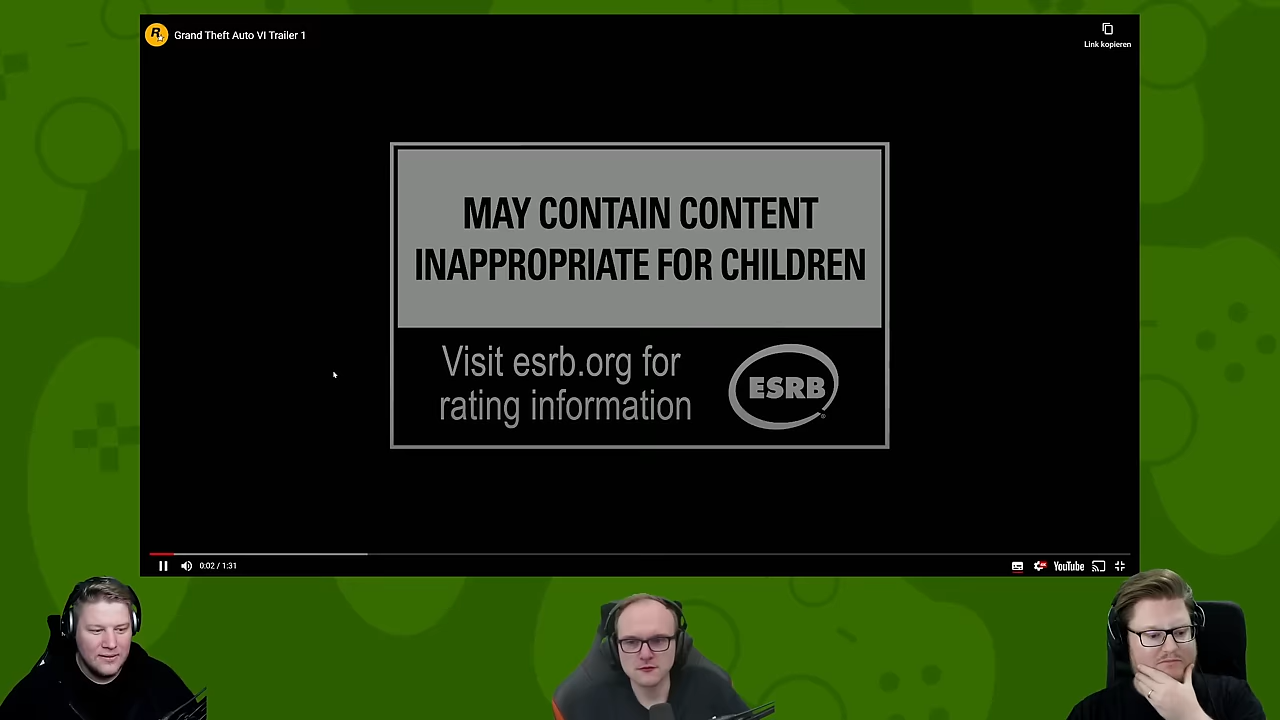 Grand Theft Auto VI Trailer 1
Link kopieren
MAY CONTAIN CONTENT
INAPPROPRIATE FOR CHILDREN
Visit esrb.org for
rating information
ESRB
0:02 / 1:31
YouTube